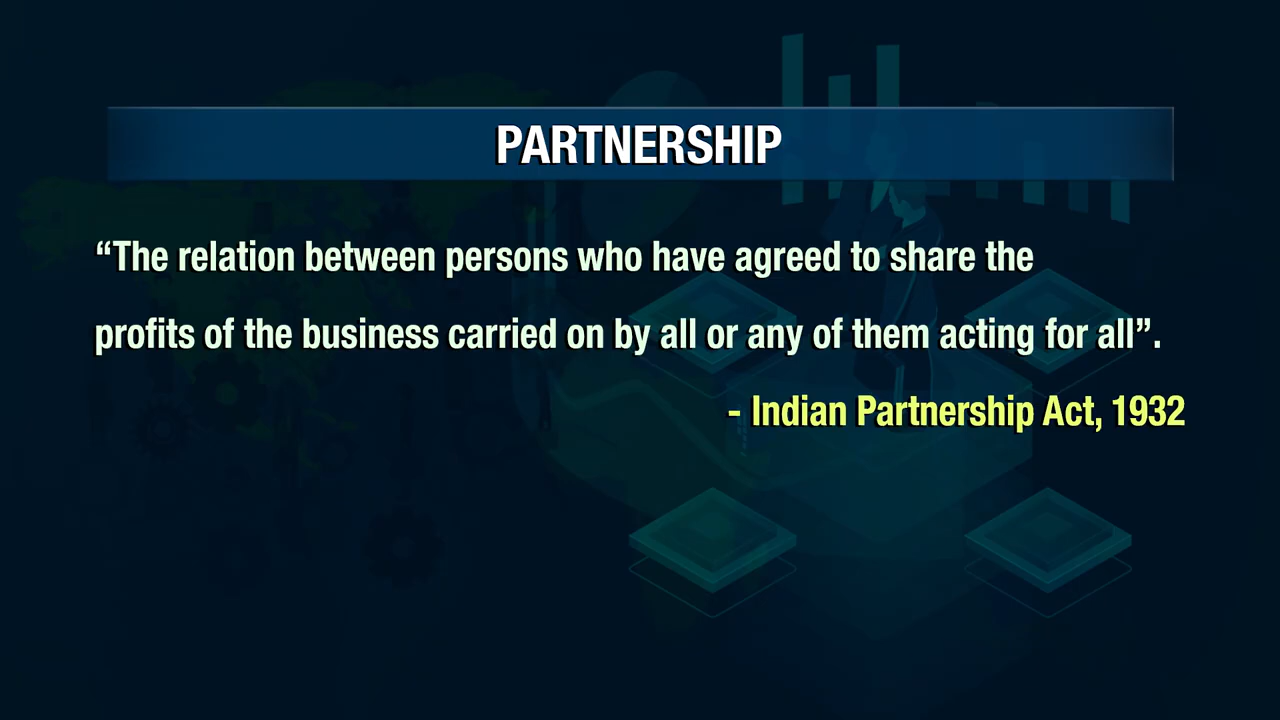 PARTNERSHIP
“The relation between persons who have agreed to share the
profits of the business carried on by all or any of them acting for all”.
- Indian Partnership Act, 1932